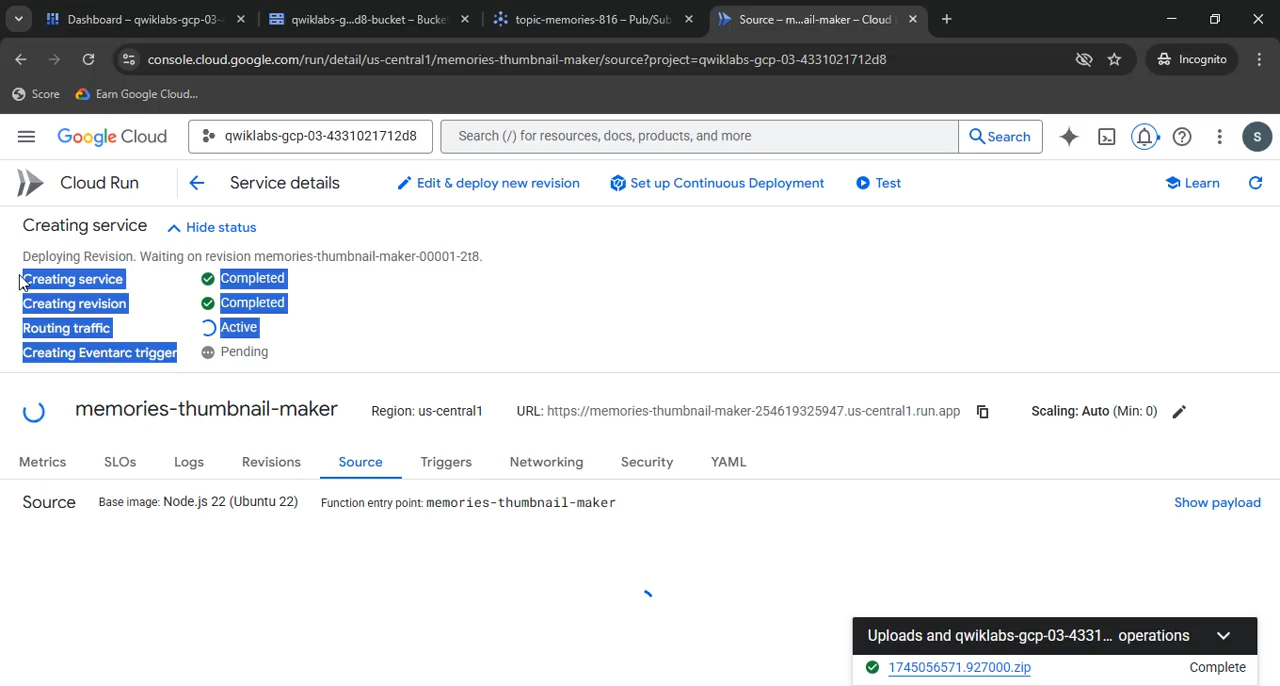 Dashboard – qwiklabs-gcp-03-
qwiklabs-g...d8-bucket – Bucke
topic-memories-816 – Pub/Sub
Source – m...ail-maker – Cloud
console.cloud.google.com/run/detail/us-central1/memories-thumbnail-maker/source?project=qwiklabs-gcp-03-4331021712d8
Incognito
Score
Earn Google Cloud...
Google Cloud
qwiklabs-gcp-03-4331021712d8
Search (/) for resources, docs, products, and more
Search
S
Cloud Run
Service details
Edit & deploy new revision
Set up Continuous Deployment
Test
Learn
Creating service
Hide status
Deploying Revision. Waiting on revision memories-thumbnail-maker-00001-2t8.
Creating service Completed
Creating revision Completed
Routing traffic Active
Creating Eventarc trigger Pending
memories-thumbnail-maker
Region: us-central1
URL: https://memories-thumbnail-maker-254619325947.us-central1.run.app
Scaling: Auto (Min: 0)
Metrics
SLOs
Logs
Revisions
Source
Triggers
Networking
Security
YAML
Source
Base image: Node.js 22 (Ubuntu 22)
Function entry point: memories-thumbnail-maker
Show payload
Uploads and qwiklabs-gcp-03-4331... operations
1745056571.927000.zip
Complete